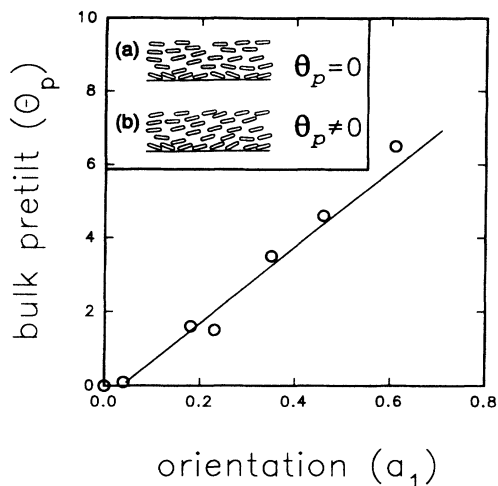 10
(a)
θp=0
(b)
θp≠0
8
6
4
2
0
0.0 0.2 0.4 0.6 0.8
bulk pretilt (Θp)
orientation (a1)